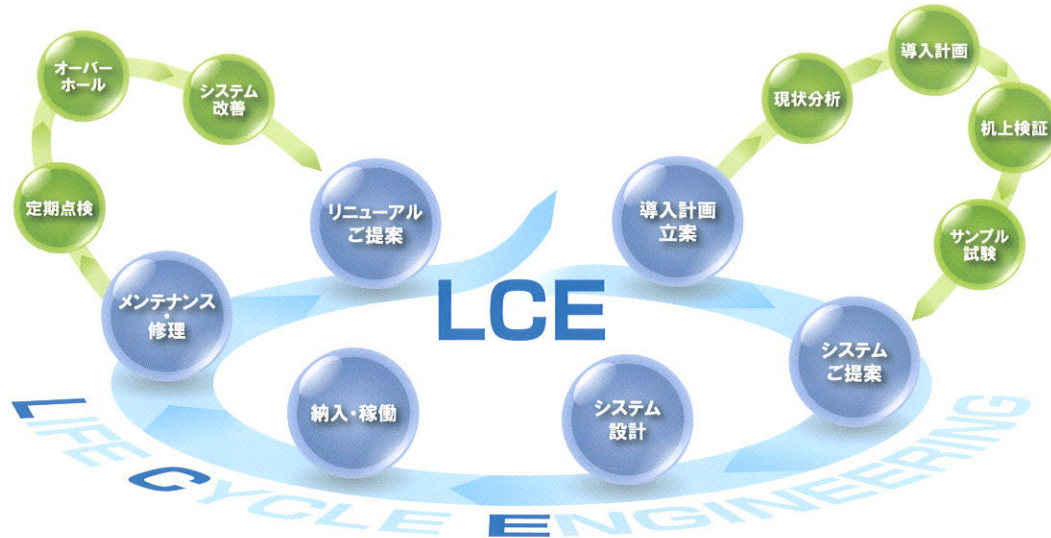 オーバー
ホール
システム
改善
定期点検
リニューアル
ご提案
メンテナンス
・
修理
導入計画
現状分析
机上検証
サンプル
試験
導入計画
立案
システム
ご提案
システム
設計
納入・稼働
LCE
LIFE CYCLE ENGINEERING